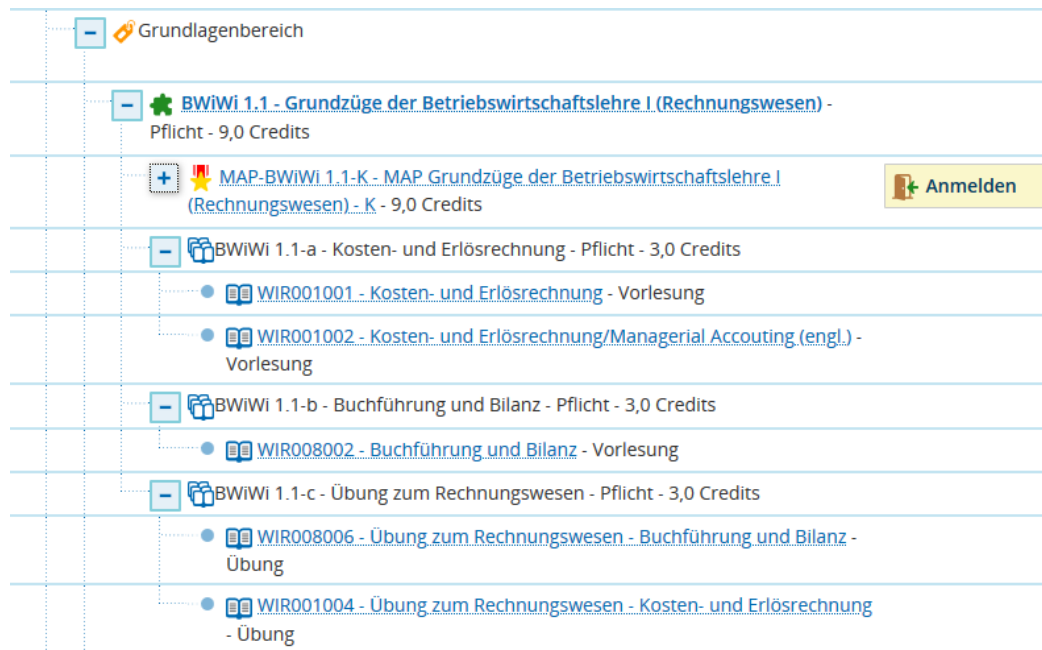 Grundlagenbereich
BWiWi 1.1 - Grundzüge der Betriebswirtschaftslehre I (Rechnungswesen) -
Pflicht - 9,0 Credits
MAP-BWiWi 1.1-K - MAP Grundzüge der Betriebswirtschaftslehre I
(Rechnungswesen) - K - 9,0 Credits
Anmelden
BWiWi 1.1-a - Kosten- und Erlösrechnung - Pflicht - 3,0 Credits
WIR001001 - Kosten- und Erlösrechnung - Vorlesung
WIR001002 - Kosten- und Erlösrechnung/Managerial Accouting (engl.) -
Vorlesung
BWiWi 1.1-b - Buchführung und Bilanz - Pflicht - 3,0 Credits
WIR008002 - Buchführung und Bilanz - Vorlesung
BWiWi 1.1-c - Übung zum Rechnungswesen - Pflicht - 3,0 Credits
WIR008006 - Übung zum Rechnungswesen - Buchführung und Bilanz -
Übung
WIR001004 - Übung zum Rechnungswesen - Kosten- und Erlösrechnung
- Übung